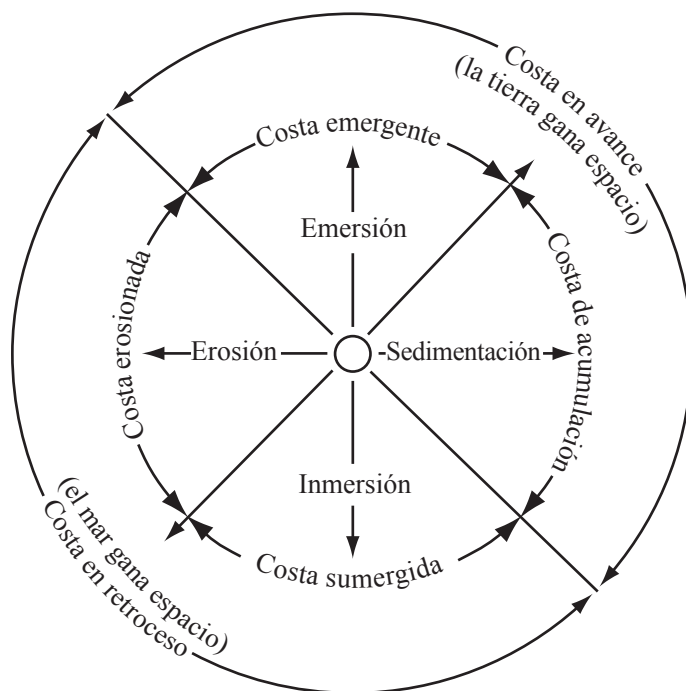 Costa en avance
(la tierra gana espacio)
Costa emergente
Emersión
Costa de acumulación
Costa erosionada
Erosión
-Sedimentación
Inmersión
Costa sumergida
(el mar gana espacio)
Costa en retroceso